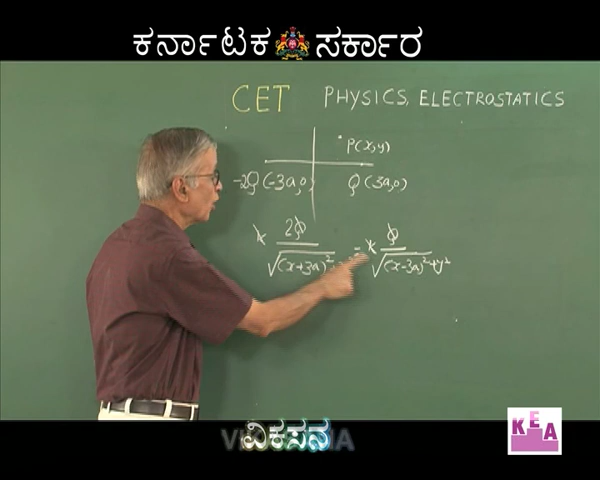 ಕರ್ನಾಟಕ ಸರ್ಕಾರ
CET PHYSICS, ELECTROSTATICS
P(x,y)
-2Q (-3a,0) Q (3a,0)
k 2Q / √(x+3a)² = k Q / √(x-3a)²+y²
ವಿಕಸನ
KEA